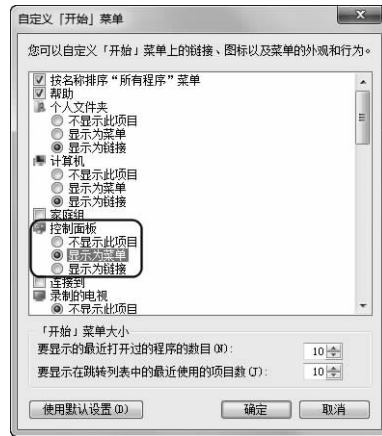 自定义「开始」菜单
您可以自定义「开始」菜单上的链接、图标以及菜单的外观和行为。
按名称排序“所有程序”菜单
帮助
个人文件夹
不显示此项目
显示为菜单
显示为链接
计算机
不显示此项目
显示为菜单
显示为链接
家庭组
控制面板
不显示此项目
显示为菜单
显示为链接
连接到
录制的电视
不显示此项目
「开始」菜单大小
要显示的最近打开过的程序的数目(N): 10
要显示在跳转列表中的最近使用的项目数(J): 10
使用默认设置(D) 确定 取消